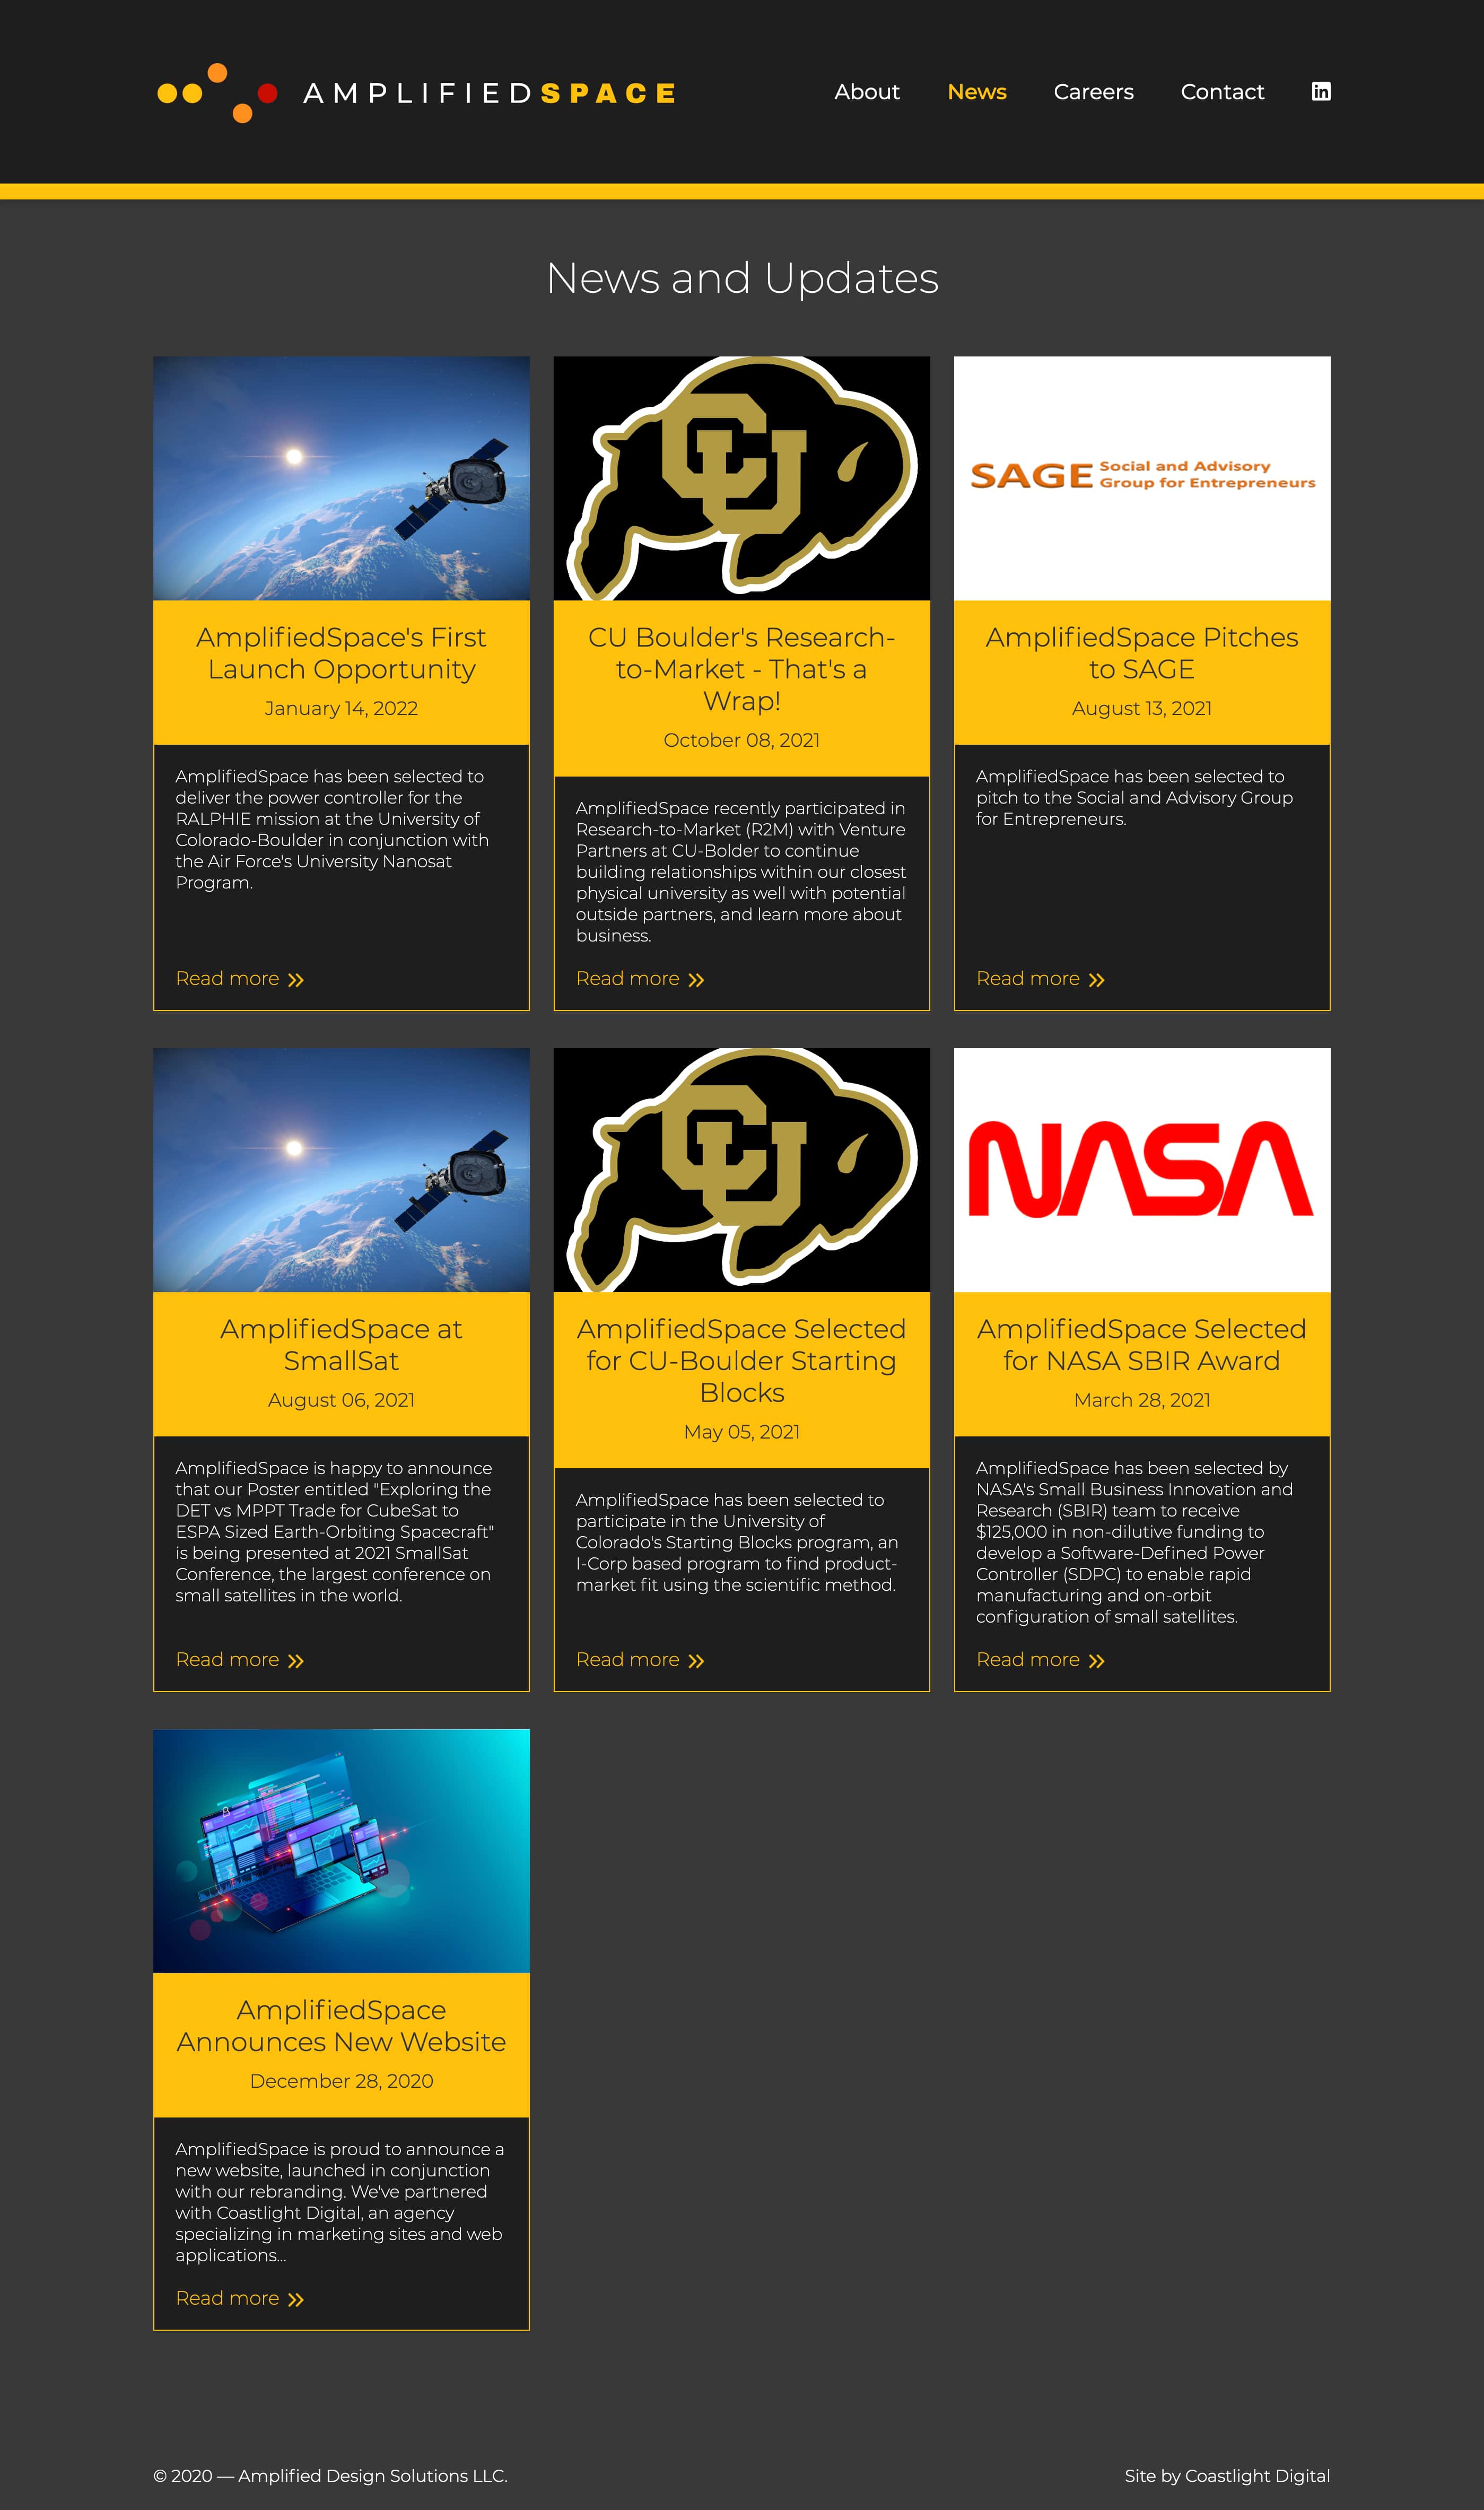 AMPLIFIEDSPACE
About News Careers Contact in
News and Updates
SAGE Social and Advisory
Group for Entrepreneurs
AmplifiedSpace's First
Launch Opportunity
January 14, 2022
AmplifiedSpace has been selected to
deliver the power controller for the
RALPHIE mission at the University of
Colorado-Boulder in conjunction with
the Air Force's University Nanosat
Program.
Read more
CU
CU Boulder's Research-
to-Market - That's a
Wrap!
October 08, 2021
AmplifiedSpace recently participated in
Research-to-Market (R2M) with Venture
Partners at CU-Bolder to continue
building relationships within our closest
physical university as well with potential
outside partners, and learn more about
business.
Read more
AmplifiedSpace Pitches
to SAGE
August 13, 2021
AmplifiedSpace has been selected to
pitch to the Social and Advisory Group
for Entrepreneurs.
Read more
AmplifiedSpace at
SmallSat
August 06, 2021
AmplifiedSpace is happy to announce
that our Poster entitled "Exploring the
DET vs MPPT Trade for CubeSat to
ESPA Sized Earth-Orbiting Spacecraft"
is being presented at 2021 SmallSat
Conference, the largest conference on
small satellites in the world.
Read more
CU
AmplifiedSpace Selected
for CU-Boulder Starting
Blocks
May 05, 2021
AmplifiedSpace has been selected to
participate in the University of
Colorado's Starting Blocks program, an
I-Corp based program to find product-
market fit using the scientific method.
Read more
NASA
AmplifiedSpace Selected
for NASA SBIR Award
March 28, 2021
AmplifiedSpace has been selected by
NASA's Small Business Innovation and
Research (SBIR) team to receive
$125,000 in non-dilutive funding to
develop a Software-Defined Power
Controller (SDPC) to enable rapid
manufacturing and on-orbit
configuration of small satellites.
Read more
AmplifiedSpace
Announces New Website
December 28, 2020
AmplifiedSpace is proud to announce a
new website, launched in conjunction
with our rebranding. We've partnered
with Coastlight Digital, an agency
specializing in marketing sites and web
applications...
Read more
© 2020 — Amplified Design Solutions LLC.
Site by Coastlight Digital